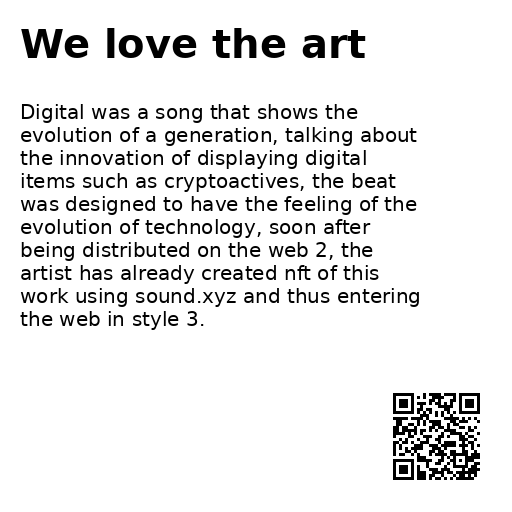 We love the art
Digital was a song that shows the
evolution of a generation, talking about
the innovation of displaying digital
items such as cryptoactives, the beat
was designed to have the feeling of the
evolution of technology, soon after
being distributed on the web 2, the
artist has already created nft of this
work using sound.xyz and thus entering
the web in style 3.